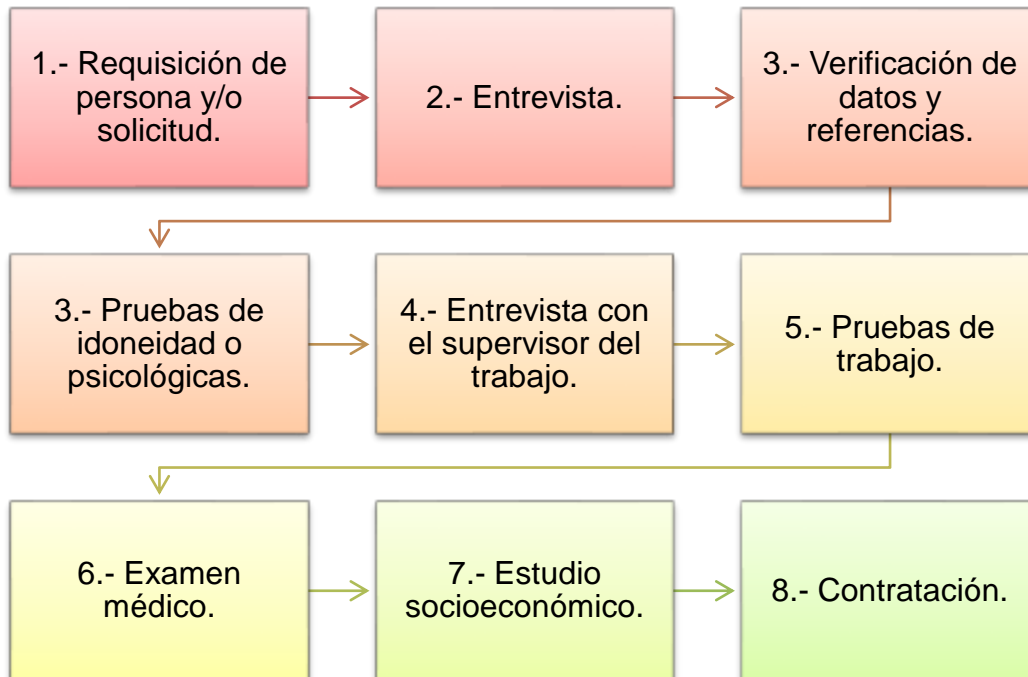 1.- Requisición de
persona y/o
solicitud.
2.- Entrevista.
3.- Verificación de
datos y
referencias.
3.- Pruebas de
idoneidad o
psicológicas.
4.- Entrevista con
el supervisor del
trabajo.
5.- Pruebas de
trabajo.
6.- Examen
médico.
7.- Estudio
socioeconómico.
8.- Contratación.